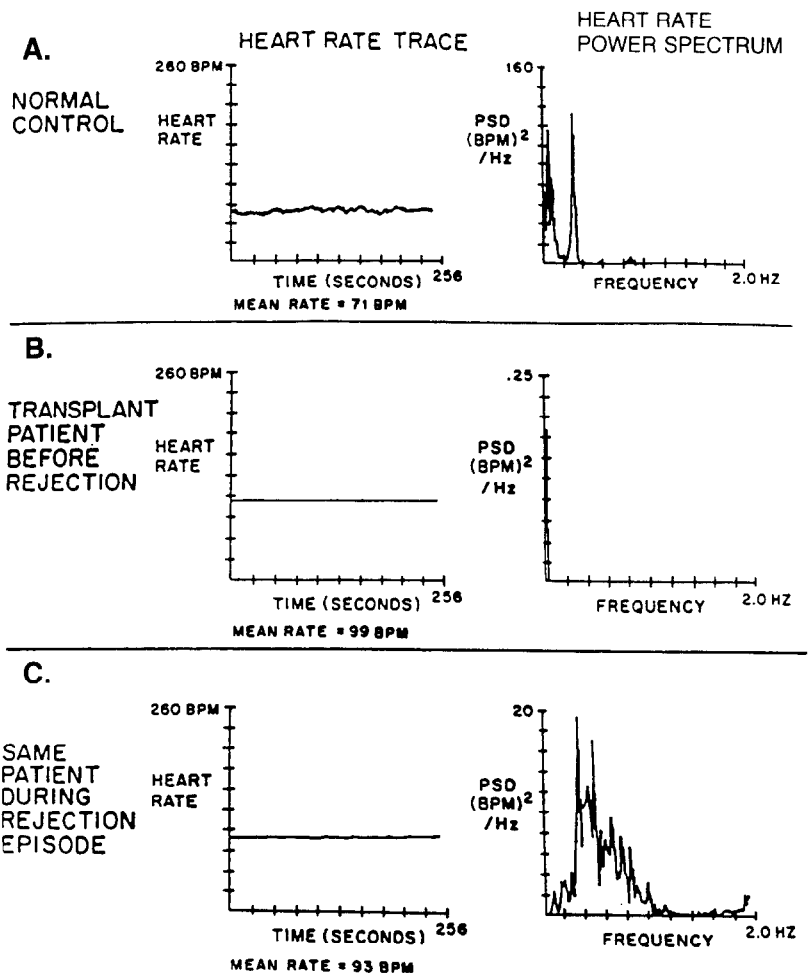 A.
HEART RATE TRACE
HEART RATE
POWER SPECTRUM
NORMAL
CONTROL
260 BPM
HEART
RATE
TIME (SECONDS)
256
MEAN RATE = 71 BPM
160
PSD
(BPM)²
/Hz
FREQUENCY
2.0 HZ
B.
TRANSPLANT
PATIENT
BEFORE
REJECTION
260 BPM
HEART
RATE
TIME (SECONDS)
256
MEAN RATE = 99 BPM
.25
PSD
(BPM)²
/Hz
FREQUENCY
2.0 HZ
C.
SAME
PATIENT
DURING
REJECTION
EPISODE
260 BPM
HEART
RATE
TIME (SECONDS)
256
MEAN RATE = 93 BPM
20
PSD
(BPM)²
/Hz
FREQUENCY
2.0 HZ